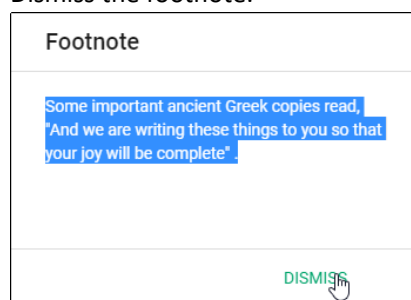 Dismiss the footnote.
Footnote
Some important ancient Greek copies read,
"And we are writing these things to you so that
your joy will be complete" .
DISMISS